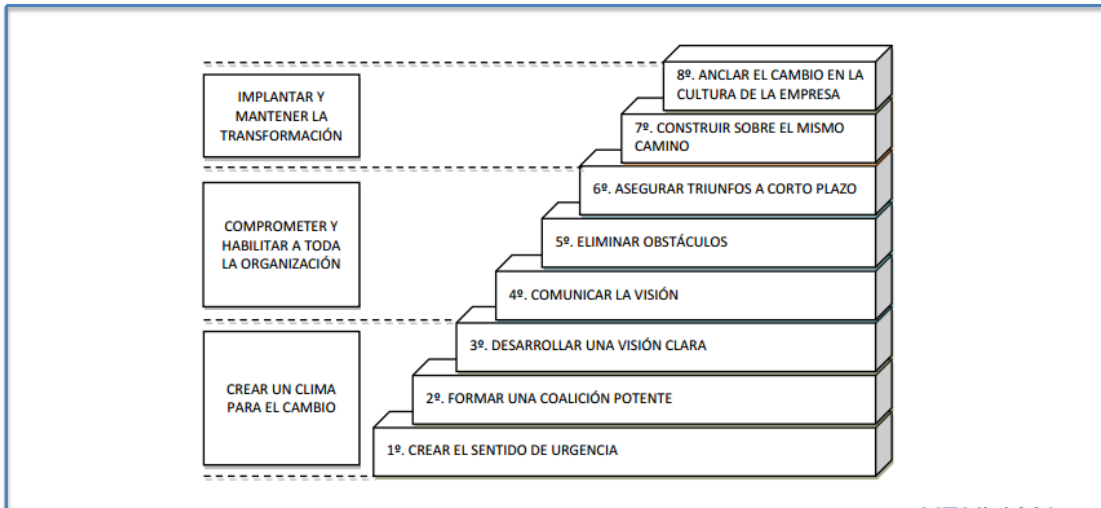 IMPLANTAR Y
MANTENER LA
TRANSFORMACIÓN
COMPROMETER Y
HABILITAR A TODA
LA ORGANIZACIÓN
CREAR UN CLIMA
PARA EL CAMBIO
8º. ANCLAR EL CAMBIO EN LA
CULTURA DE LA EMPRESA
7º. CONSTRUIR SOBRE EL MISMO
CAMINO
6º. ASEGURAR TRIUNFOS A CORTO PLAZO
5º. ELIMINAR OBSTÁCULOS
4º. COMUNICAR LA VISIÓN
3º. DESARROLLAR UNA VISIÓN CLARA
2º. FORMAR UNA COALICIÓN POTENTE
1º. CREAR EL SENTIDO DE URGENCIA